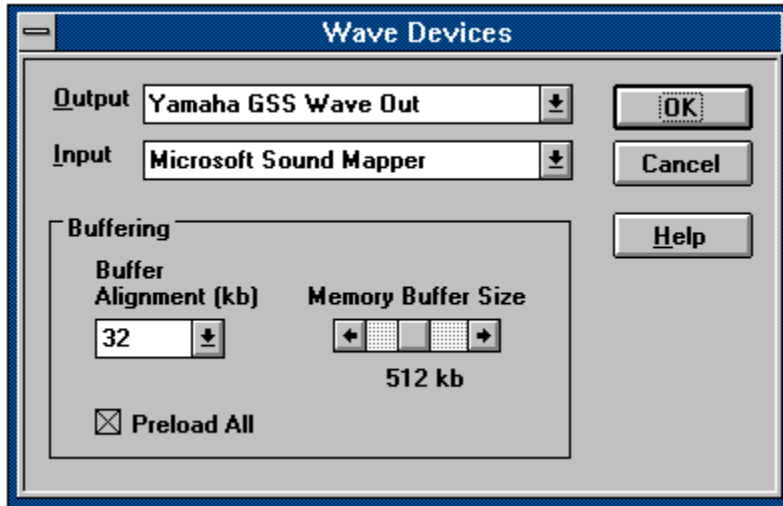 Wave Devices
Output Yamaha GSS Wave Out
OK
Input Microsoft Sound Mapper
Cancel
Buffering
Help
Buffer
Alignment (kb) Memory Buffer Size
32
512 kb
Preload All